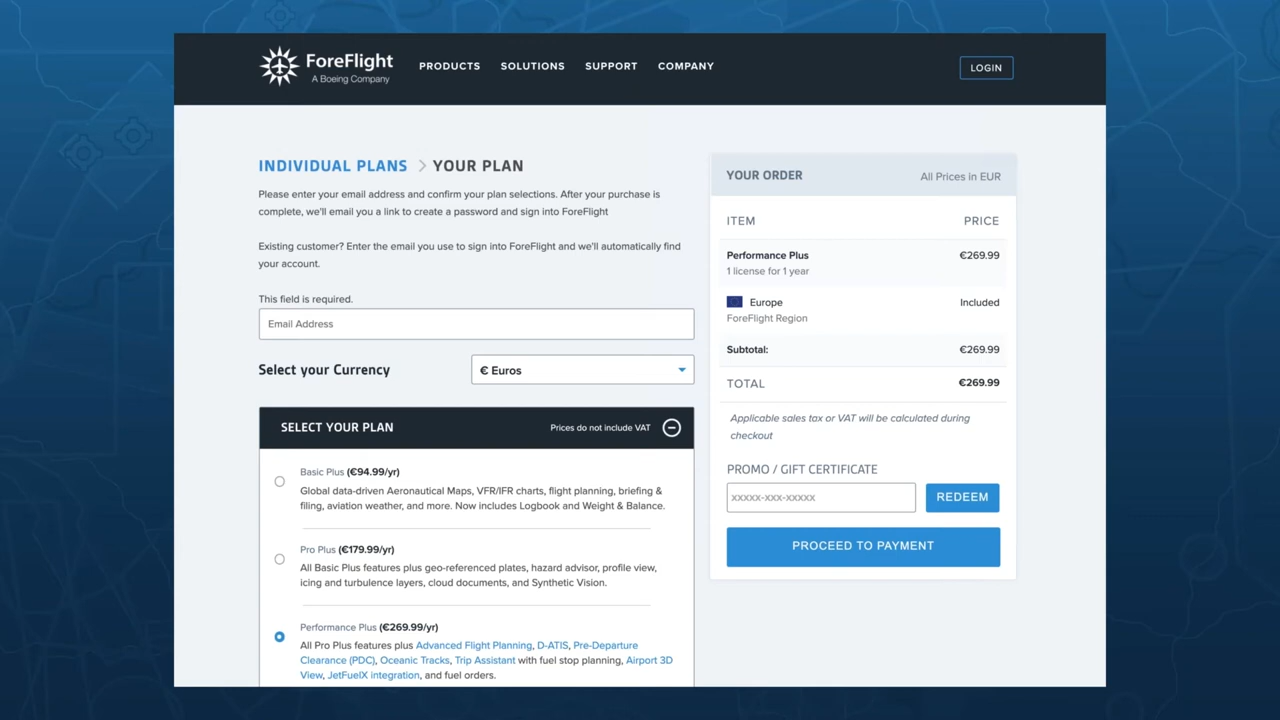 ForeFlight
A Boeing Company
PRODUCTS
SOLUTIONS
SUPPORT
COMPANY
LOGIN
INDIVIDUAL PLANS > YOUR PLAN
Please enter your email address and confirm your plan selections. After your purchase is
complete, we'll email you a link to create a password and sign into ForeFlight
Existing customer? Enter the email you use to sign into ForeFlight and we'll automatically find
your account.
This field is required.
Email Address
Select your Currency
€ Euros
SELECT YOUR PLAN
Prices do not include VAT
Basic Plus (€94.99/yr)
Global data-driven Aeronautical Maps, VFR/IFR charts, flight planning, briefing &
filing, aviation weather, and more. Now includes Logbook and Weight & Balance.
Pro Plus (€179.99/yr)
All Basic Plus features plus geo-referenced plates, hazard advisor, profile view,
icing and turbulence layers, cloud documents, and Synthetic Vision.
Performance Plus (€269.99/yr)
All Pro Plus features plus Advanced Flight Planning, D-ATIS, Pre-Departure
Clearance (PDC), Oceanic Tracks, Trip Assistant with fuel stop planning, Airport 3D
View, JetFuelX integration, and fuel orders.
YOUR ORDER
All Prices in EUR
ITEM
PRICE
Performance Plus
€269.99
1 license for 1 year
Europe
Included
ForeFlight Region
Subtotal:
€269.99
TOTAL
€269.99
Applicable sales tax or VAT will be calculated during
checkout
PROMO / GIFT CERTIFICATE
xxxxx-xxx-xxxxx
REDEEM
PROCEED TO PAYMENT